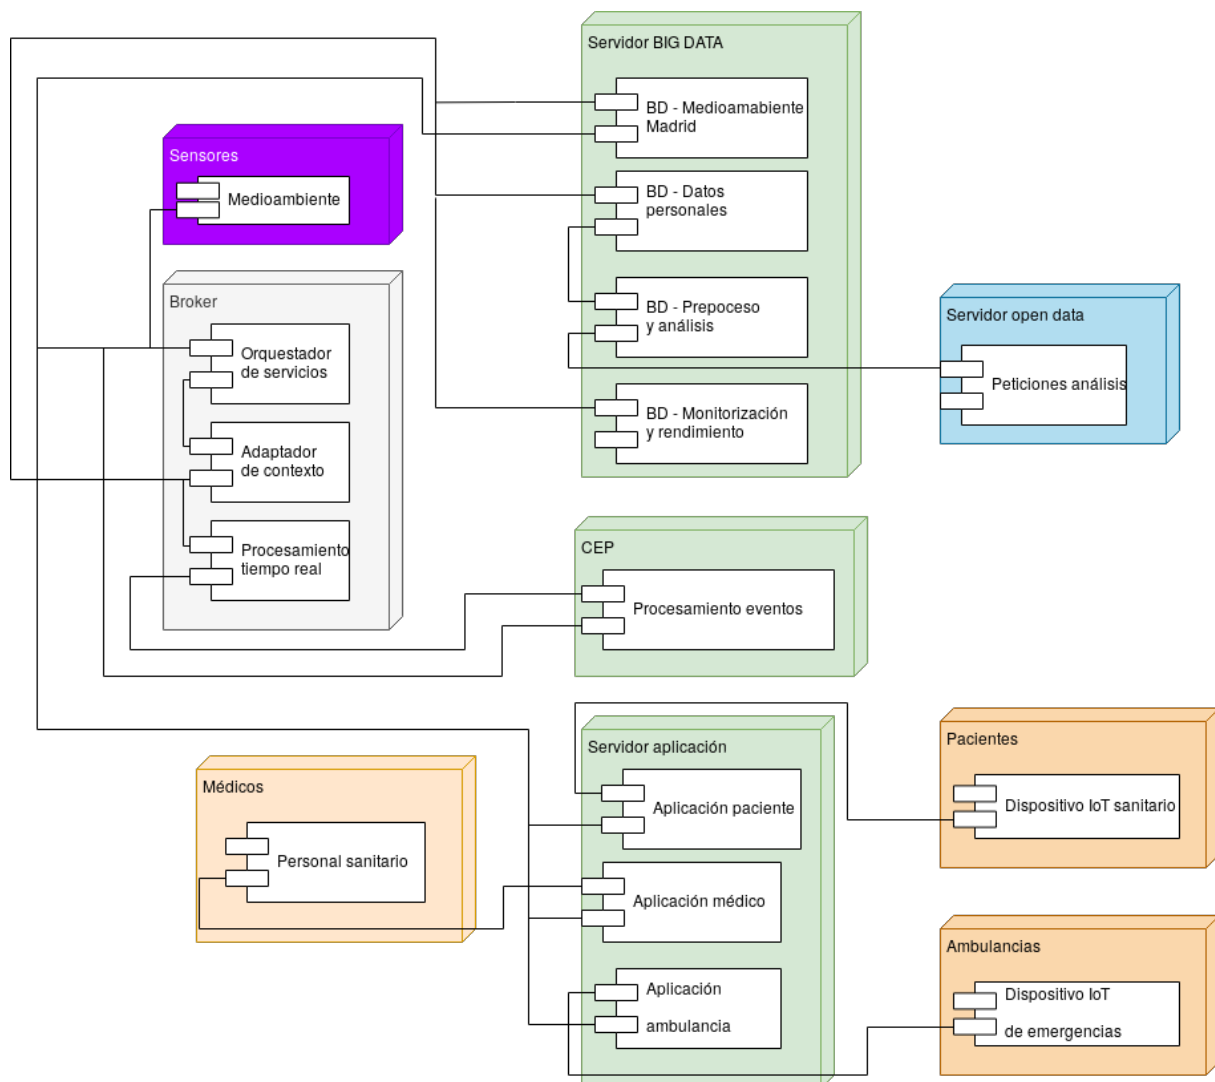 Servidor BIG DATA
BD - Medioamabiente
Madrid
BD - Datos
personales
BD - Prepoceso
y análisis
BD - Monitorización
y rendimiento
Sensores
Medioambiente
Broker
Orquestador
de servicios
Adaptador
de contexto
Procesamiento
tiempo real
Servidor open data
Peticiones análisis
CEP
Procesamiento eventos
Servidor aplicación
Aplicación paciente
Aplicación médico
Aplicación
ambulancia
Médicos
Personal sanitario
Pacientes
Dispositivo IoT sanitario
Ambulancias
Dispositivo IoT
de emergencias